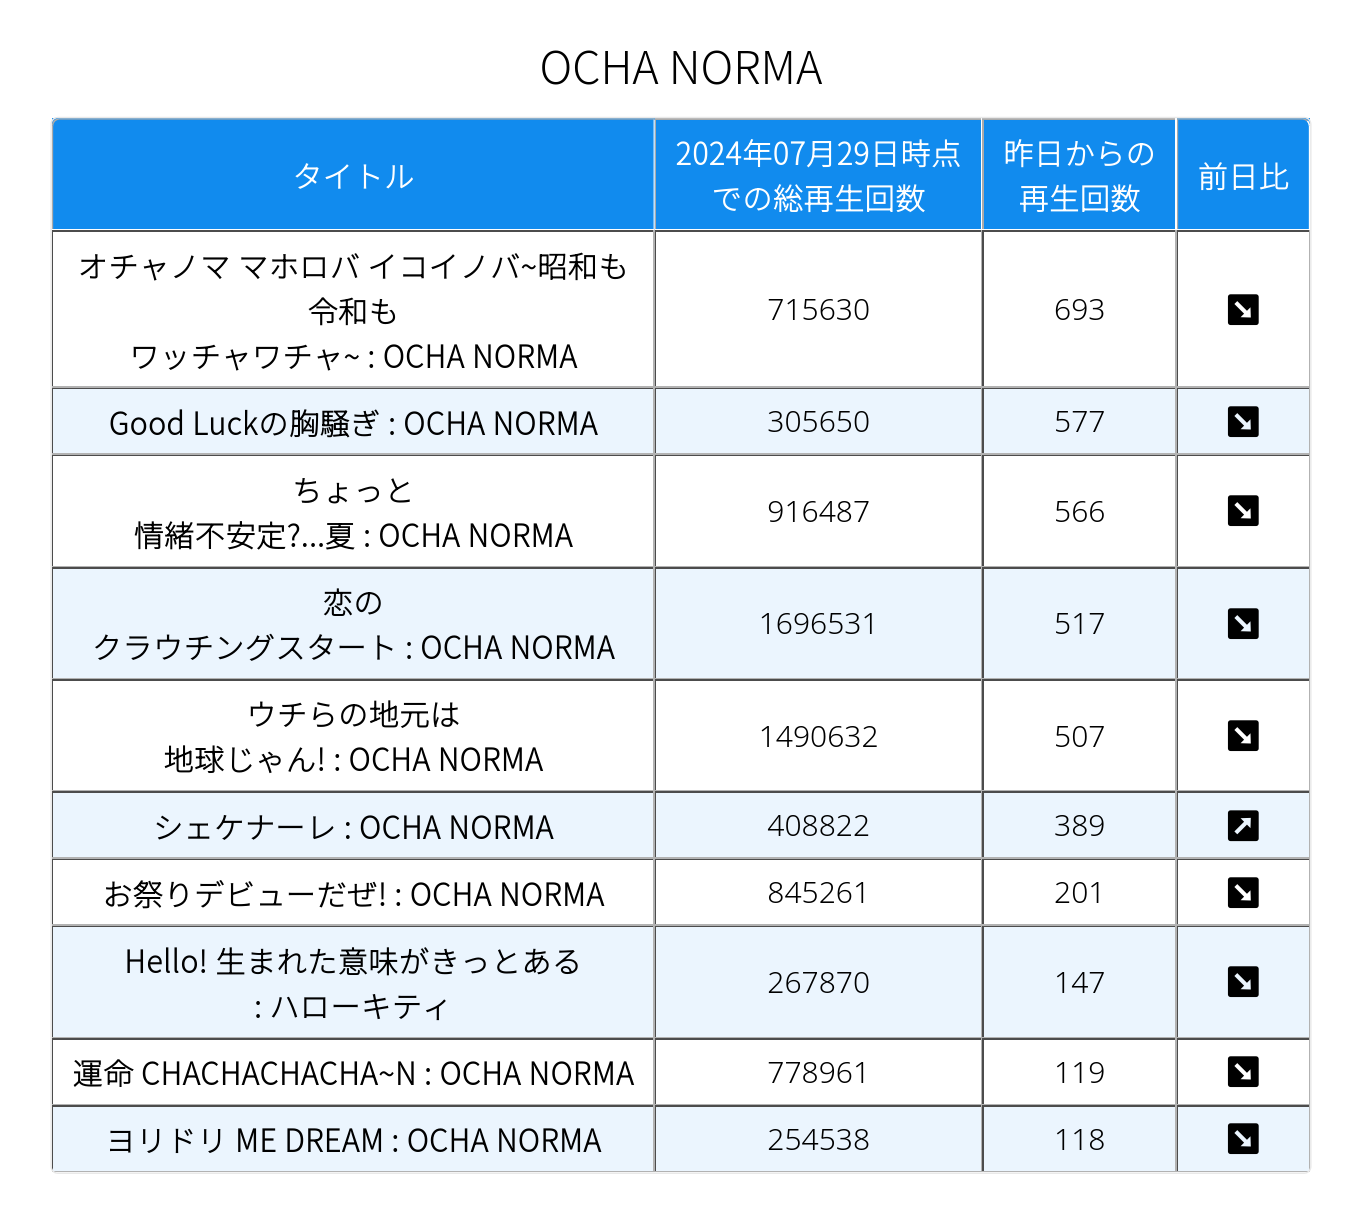 OCHA NORMA
タイトル
2024年07月29日時点
での総再生回数
昨日からの
再生回数
前日比
オチャノマ マホロバ イコイノバ~昭和も
令和も
ワッチャワチャ~ : OCHA NORMA
715630
693
Good Luckの胸騒ぎ : OCHA NORMA
305650
577
ちょっと
情緒不安定?...夏 : OCHA NORMA
916487
566
恋の
クラウチングスタート : OCHA NORMA
1696531
517
ウチらの地元は
地球じゃん! : OCHA NORMA
1490632
507
シェケナーレ : OCHA NORMA
408822
389
お祭りデビューだぜ! : OCHA NORMA
845261
201
Hello! 生まれた意味がきっとある
: ハローキティ
267870
147
運命 CHACHACHACHA~N : OCHA NORMA
778961
119
ヨリドリ ME DREAM : OCHA NORMA
254538
118